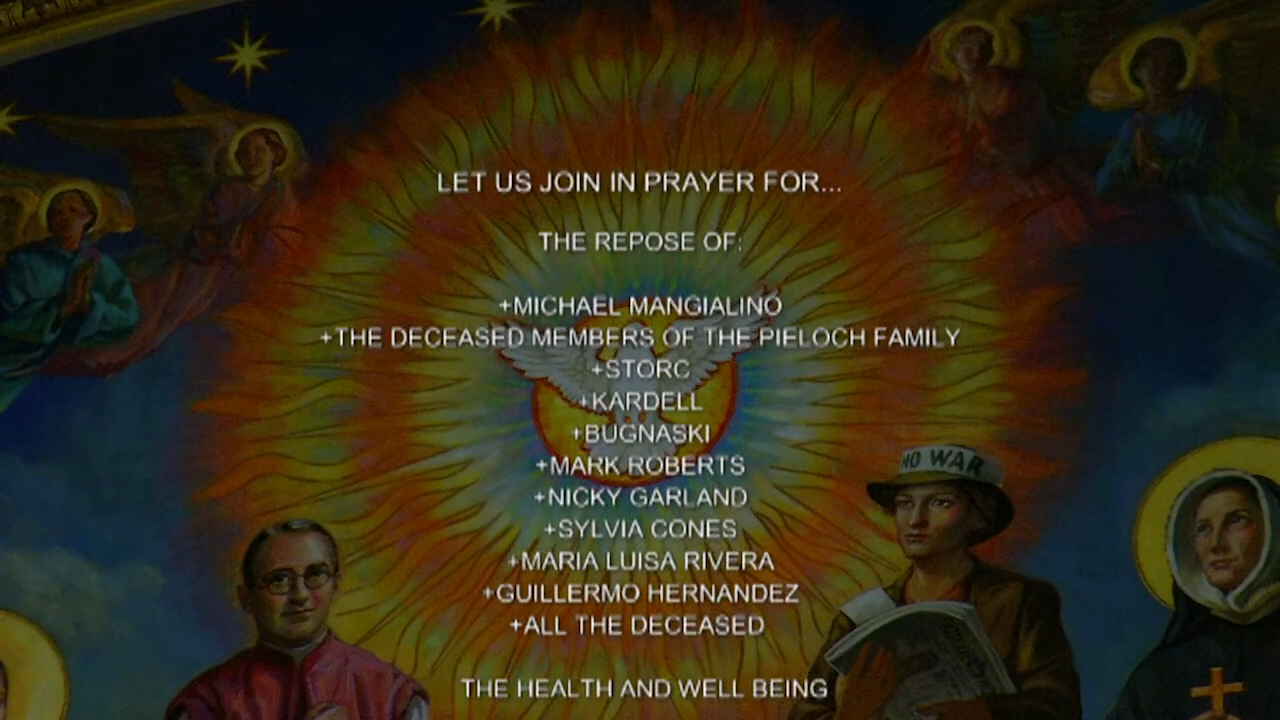 LET US JOIN IN PRAYER FOR...
THE REPOSE OF:
+MICHAEL MANGIALINO
+THE DECEASED MEMBERS OF THE PIELOCH FAMILY
+STORC
+KARDELL
+BUGNASKI
+MARK ROBERTS
+NICKY GARLAND
+SYLVIA CONES
+MARIA LUISA RIVERA
+GUILLERMO HERNANDEZ
+ALL THE DECEASED
THE HEALTH AND WELL BEING
NO WAR